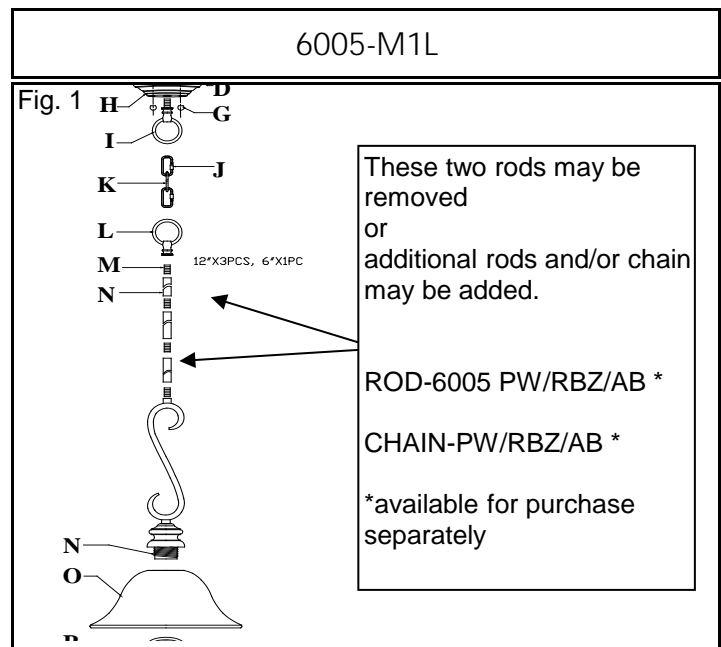 6005-M1L
Fig. 1
D
H
G
I
J
K
L
M
12"X3PCS, 6"X1PC
N
These two rods may be
removed
or
additional rods and/or chain
may be added.
ROD-6005 PW/RBZ/AB *
CHAIN-PW/RBZ/AB *
*available for purchase
separately
N
O